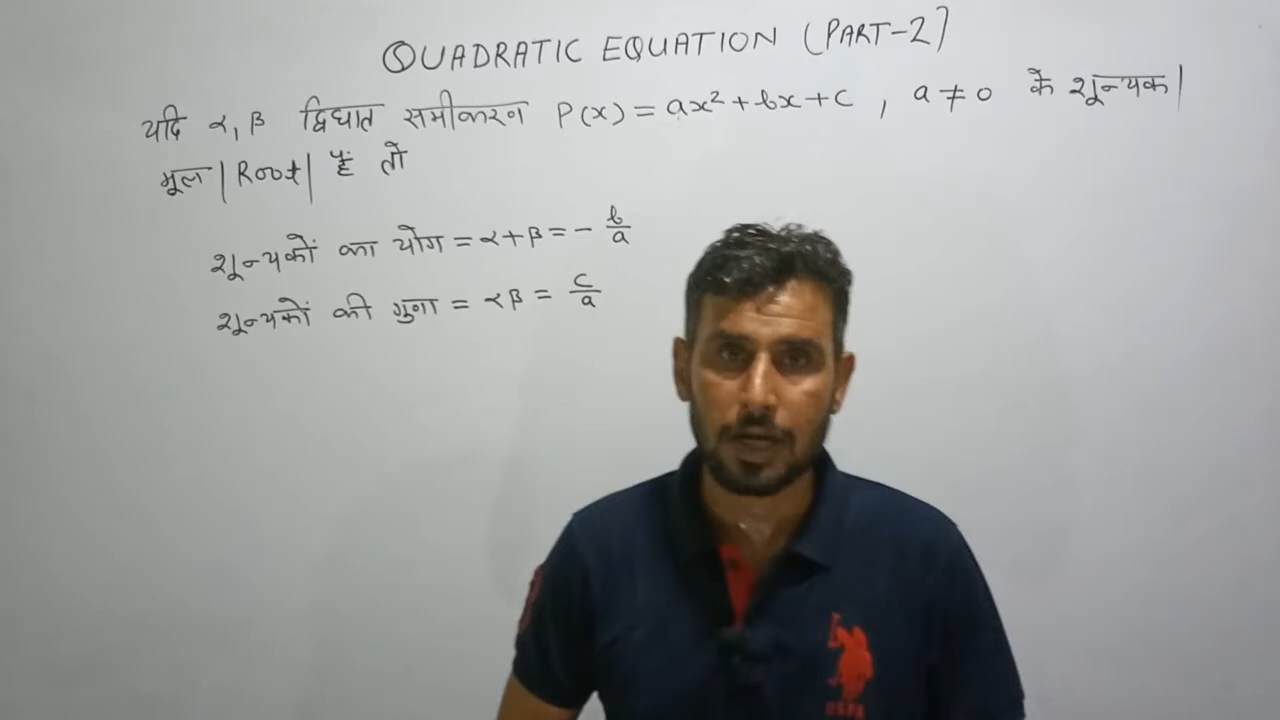 QUADRATIC EQUATION (PART-2)
यदि α, β द्विघात समीकरण P(x) = ax² + bx + c , a ≠ 0 के शून्यक |
मूल | Root | हैं तो
शून्यकों का योग = α + β = - b/a
शून्यकों की गुणा = αβ = c/a